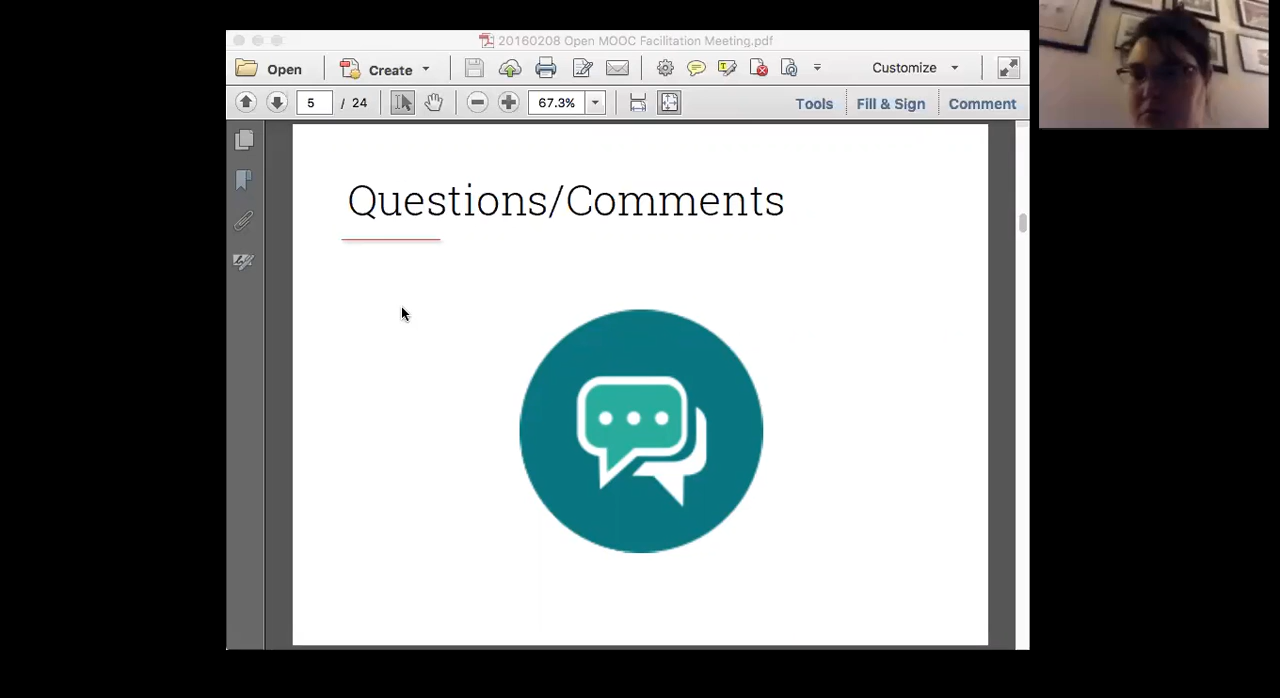 20160208 Open MOOC Facilitation Meeting.pdf
Open Create Customize
5 / 24 67.3% Tools Fill & Sign Comment
Questions/Comments